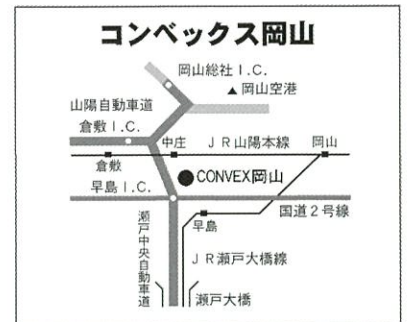 コンベックス岡山
岡山総社I.C.
▲岡山空港
山陽自動車道
倉敷I.C.
中庄
JR山陽本線
岡山
倉敷
●CONVEX岡山
早島I.C.
国道2号線
早島
瀬戸中央自動車道
JR瀬戸大橋線
瀬戸大橋